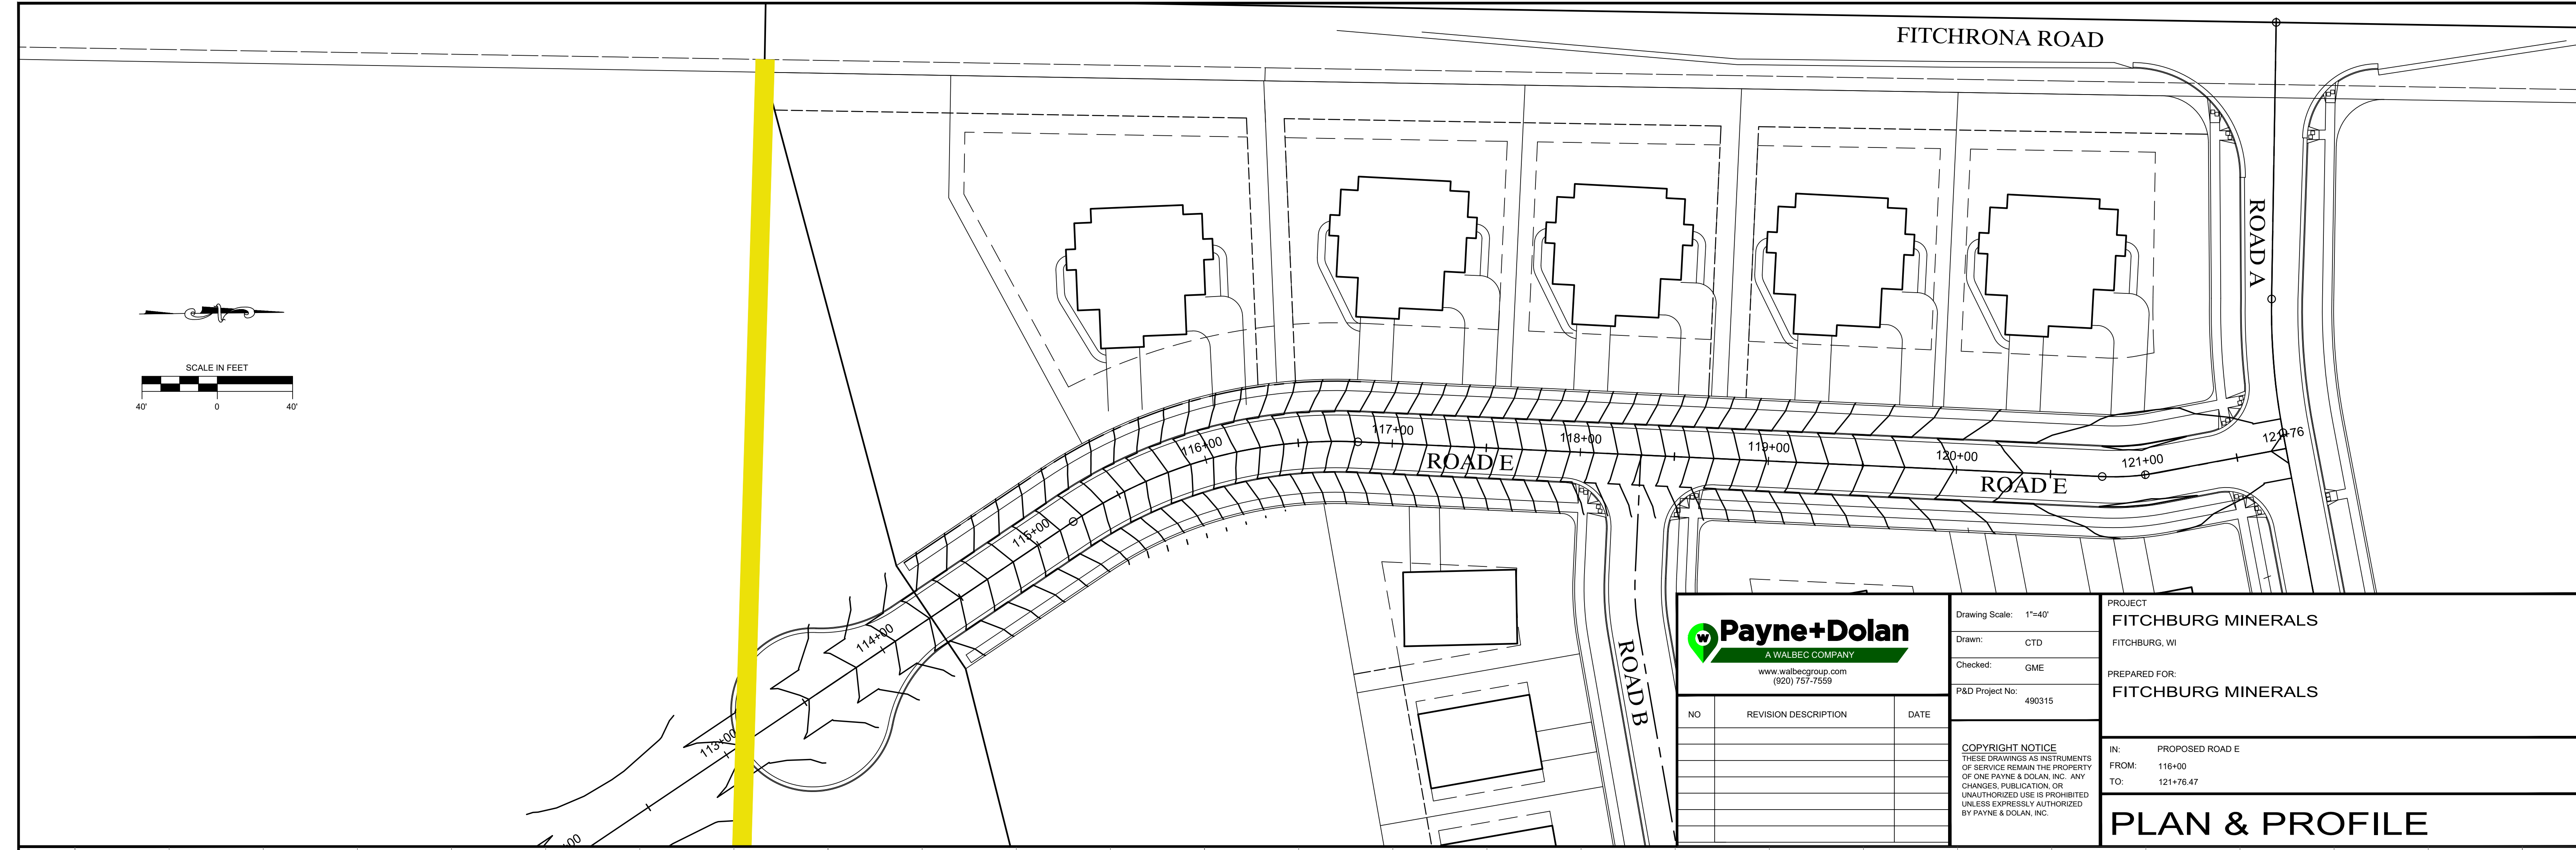 FITCHRONA ROAD
ROAD A
SCALE IN FEET
40' 0 40'
117+00
118+00
116+00
119+00
120+00
121+00
121+76
ROAD E
ROAD E
115+00
114+00
113+00
+00
ROAD B
W Payne+Dolan
A WALBEC COMPANY
www.walbecgroup.com
(920) 757-7559
NO REVISION DESCRIPTION DATE
Drawing Scale: 1"=40'
Drawn: CTD
Checked: GME
P&D Project No:
490315
COPYRIGHT NOTICE
THESE DRAWINGS AS INSTRUMENTS
OF SERVICE REMAIN THE PROPERTY
OF ONE PAYNE & DOLAN, INC. ANY
CHANGES, PUBLICATION, OR
UNAUTHORIZED USE IS PROHIBITED
UNLESS EXPRESSLY AUTHORIZED
BY PAYNE & DOLAN, INC.
PROJECT
FITCHBURG MINERALS
FITCHBURG, WI
PREPARED FOR:
FITCHBURG MINERALS
IN: PROPOSED ROAD E
FROM: 116+00
TO: 121+76.47
PLAN & PROFILE